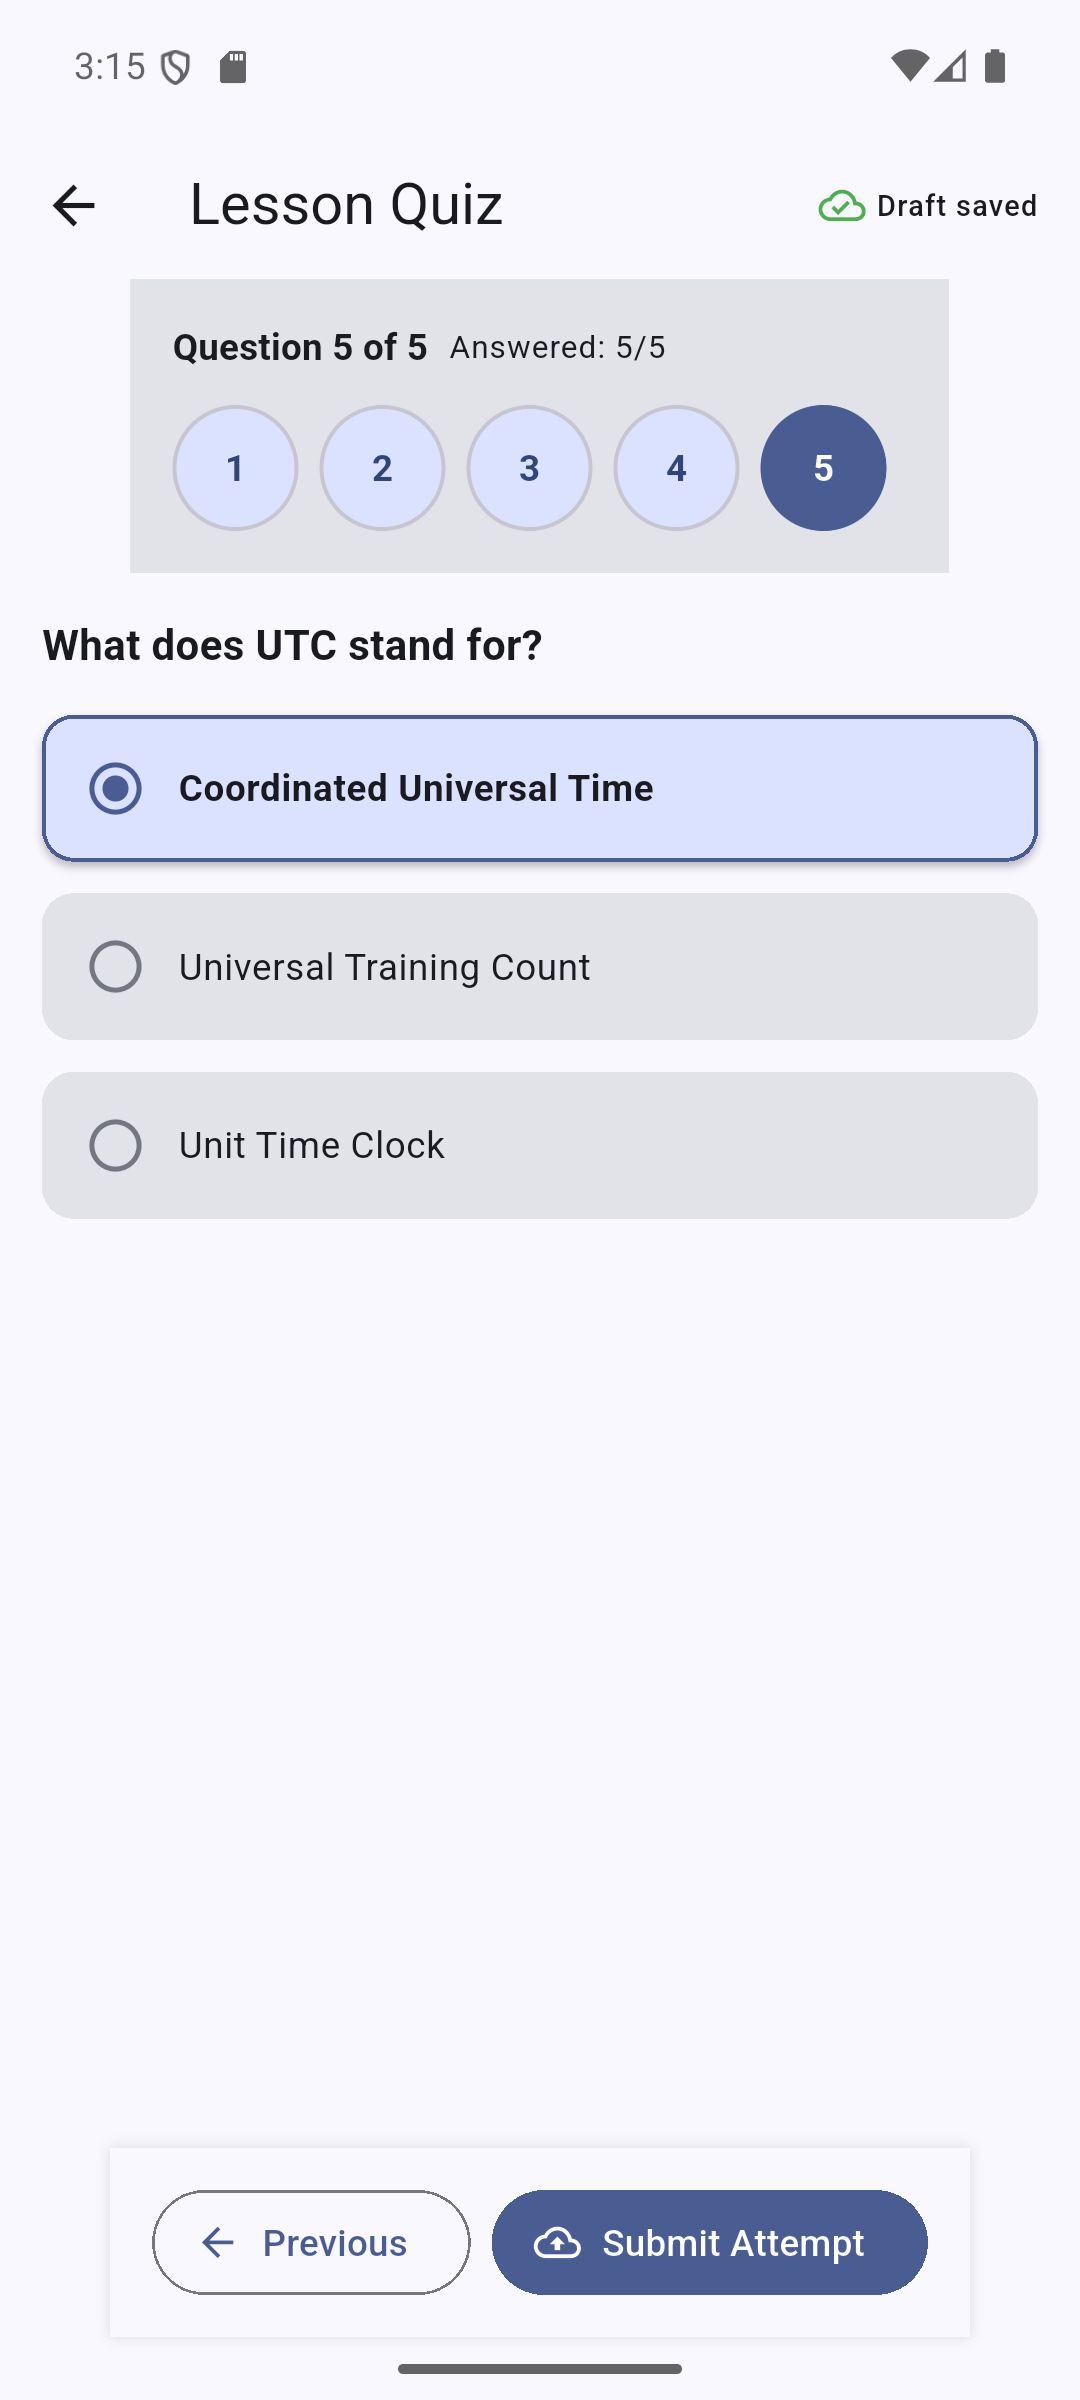 3:15
Lesson Quiz
Draft saved
Question 5 of 5 Answered: 5/5
1 2 3 4 5
What does UTC stand for?
Coordinated Universal Time
Universal Training Count
Unit Time Clock
Previous
Submit Attempt